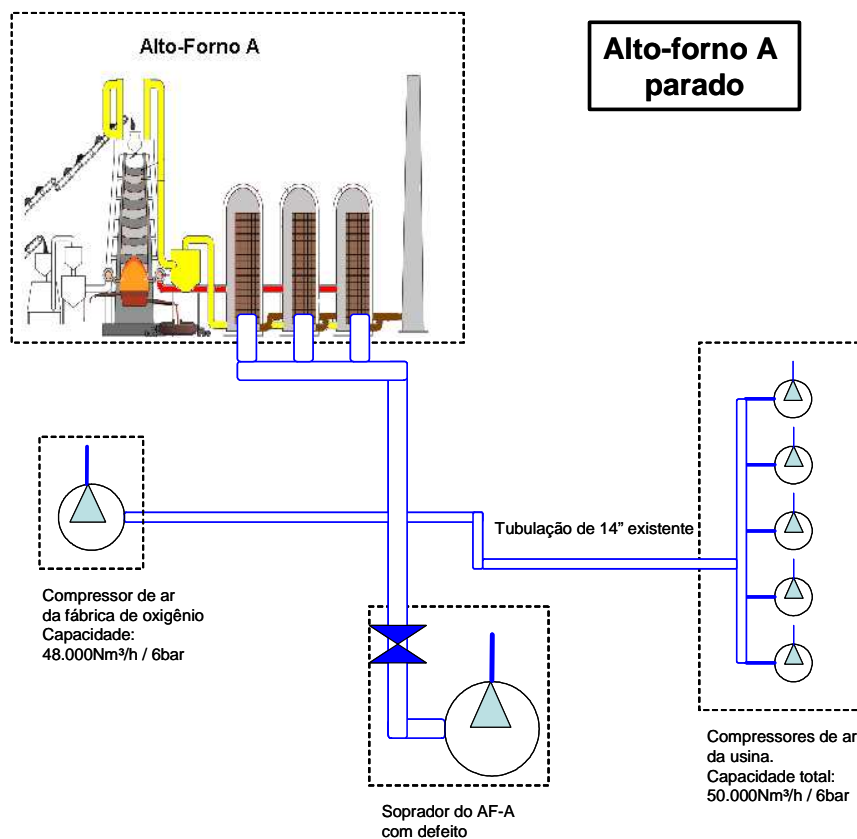 Alto-Forno A
Alto-forno A
parado
Tubulação de 14” existente
Compressor de ar
da fábrica de oxigênio
Capacidade:
48.000Nm³/h / 6bar
Compressores de ar
da usina.
Capacidade total:
50.000Nm³/h / 6bar
Soprador do AF-A
com defeito